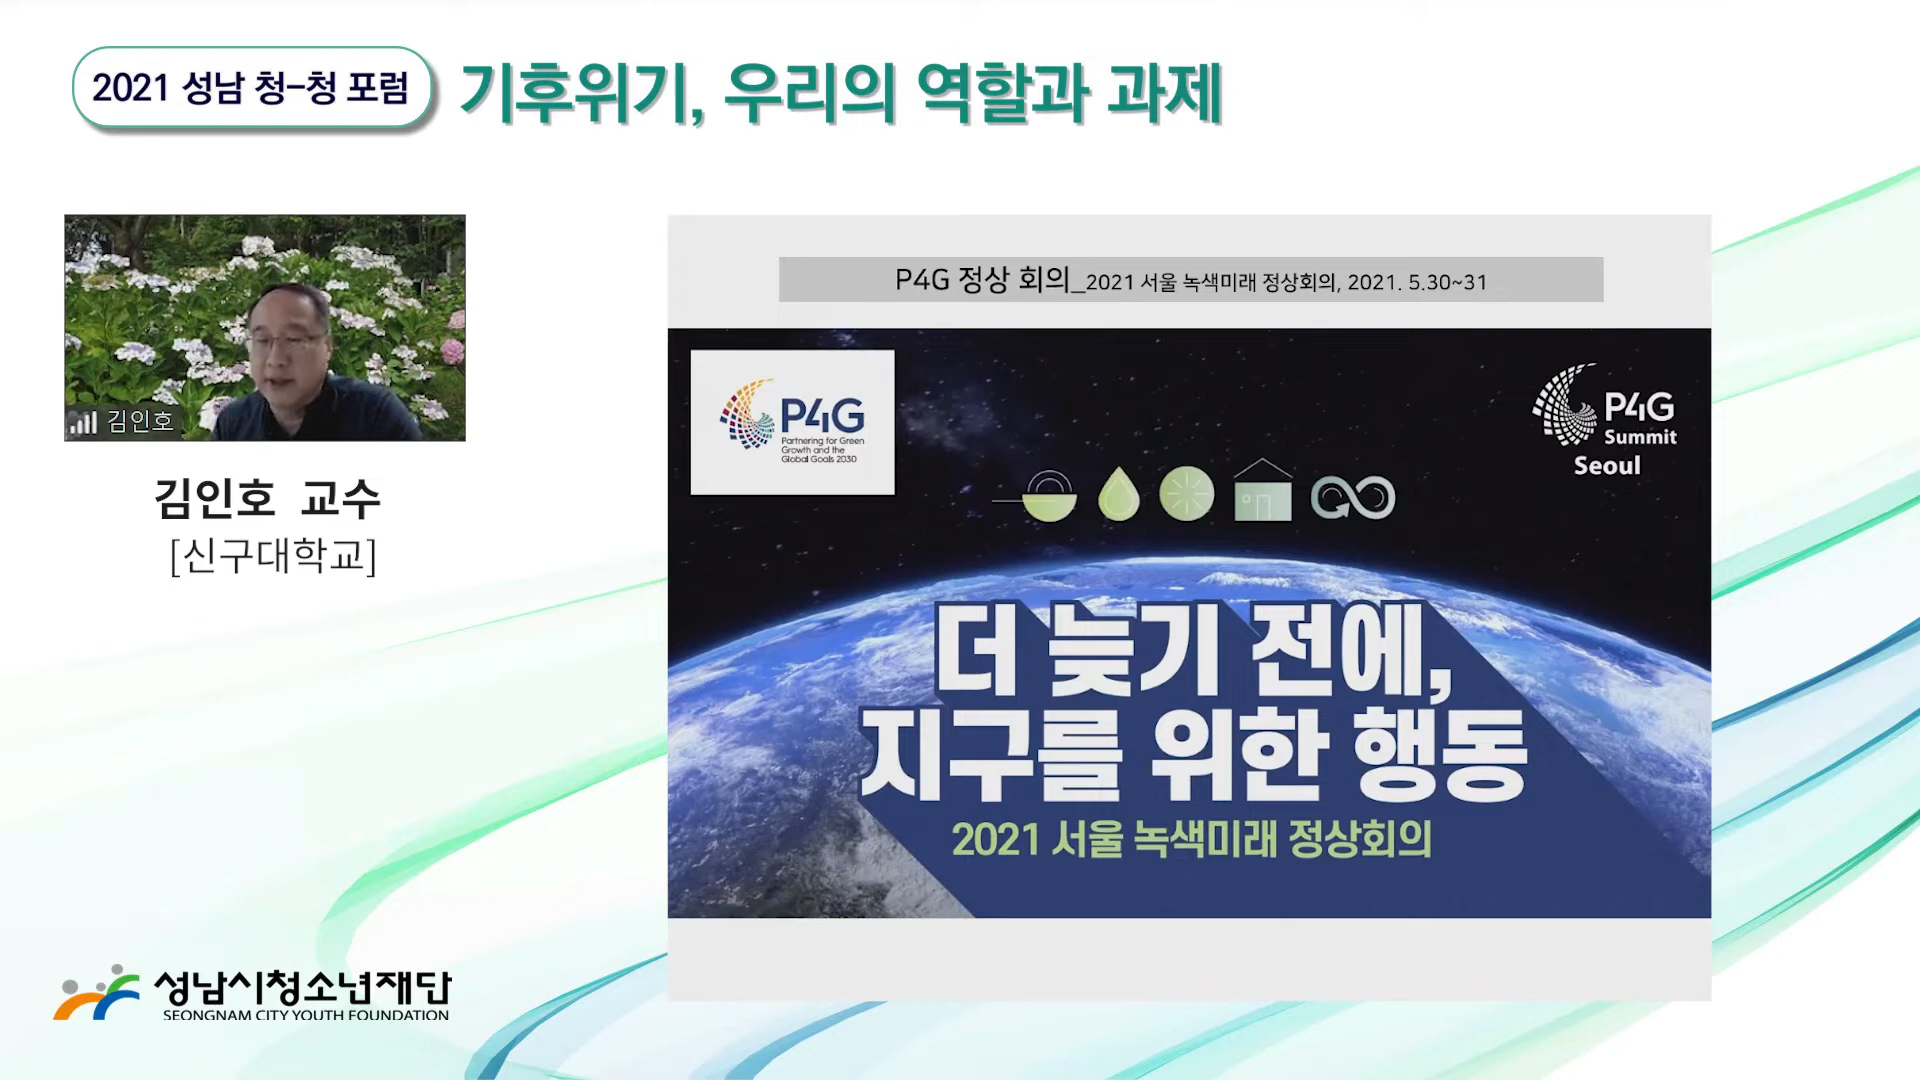 2021 성남 청-청 포럼
기후위기, 우리의 역할과 과제
김인호
김인호 교수
[신구대학교]
P4G 정상 회의_2021 서울 녹색미래 정상회의, 2021. 5.30~31
P4G
Partnering for Green
Growth and the
Global Goals 2030
P4G
Summit
Seoul
더 늦기 전에,
지구를 위한 행동
2021 서울 녹색미래 정상회의
성남시청소년재단
SEONGNAM CITY YOUTH FOUNDATION